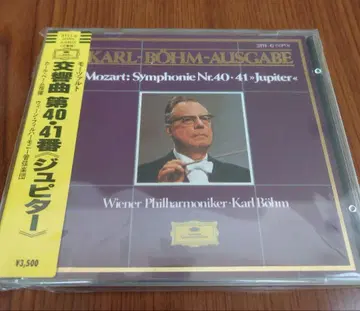 KARL-BÖHM-AUSGABE
Mozart: Symphonie Nr. 40 · 41 »Jupiter«
Wiener Philharmoniker · Karl Böhm
モーツァルト
交響曲 第40・41番《ジュピター》
¥3,500